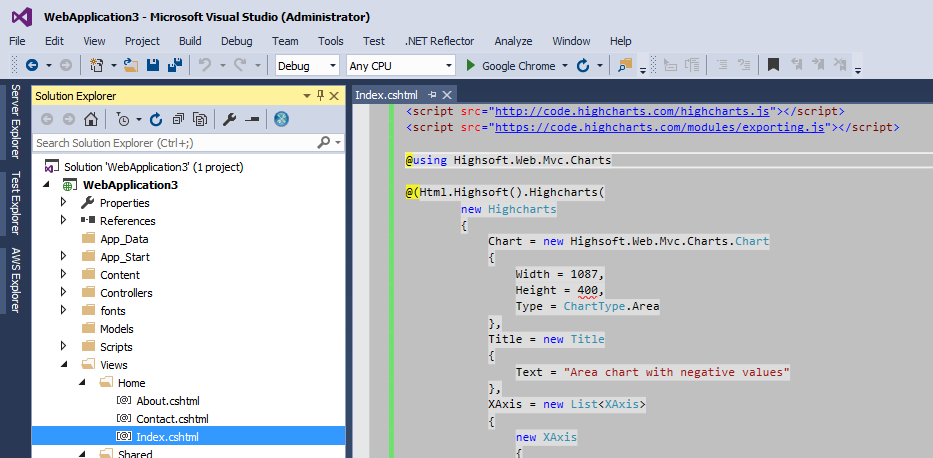 WebApplication3 - Microsoft Visual Studio (Administrator)
File Edit View Project Build Debug Team Tools Test .NET Reflector Analyze Window Help
Debug Any CPU Google Chrome
Server Explorer
Test Explorer
AWS Explorer
Solution Explorer
Search Solution Explorer (Ctrl+;)
Solution 'WebApplication3' (1 project)
WebApplication3
Properties
References
App_Data
App_Start
Content
Controllers
fonts
Models
Scripts
Views
Home
About.cshtml
Contact.cshtml
Index.cshtml
Shared
Index.cshtml
<script src="http://code.highcharts.com/highcharts.js"></script>
<script src="https://code.highcharts.com/modules/exporting.js"></script>
@using Highsoft.Web.Mvc.Charts
@(Html.Highsoft().Highcharts(
new Highcharts
{
Chart = new Highsoft.Web.Mvc.Charts.Chart
{
Width = 1087,
Height = 400,
Type = ChartType.Area
},
Title = new Title
{
Text = "Area chart with negative values"
},
XAxis = new List<XAxis>
{
new XAxis
{